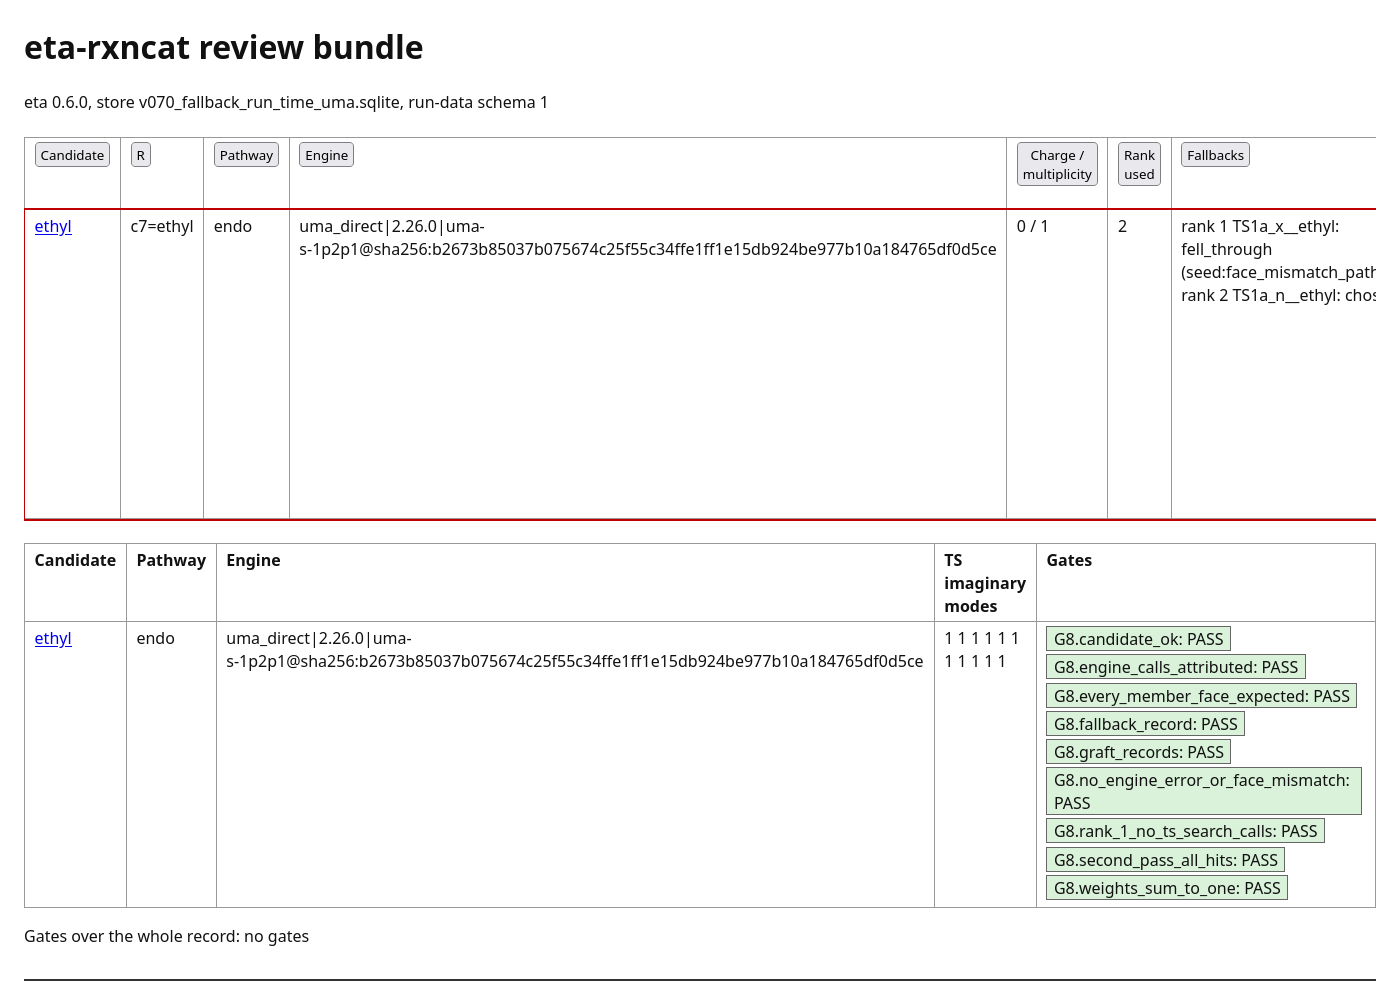 eta-rxncat review bundle
eta 0.6.0, store v070_fallback_run_time_uma.sqlite, run-data schema 1
Candidate R Pathway Engine Charge / multiplicity Rank used Fallbacks
ethyl c7=ethyl endo uma_direct|2.26.0|uma- 0 / 1 2 rank 1 TS1a_x__ethyl:
s-1p2p1@sha256:b2673b85037b075674c25f55c34ffe1ff1e15db924be977b10a184765df0d5ce fell_through
(seed:face_mismatch_path
rank 2 TS1a_n__ethyl: chos
Candidate Pathway Engine TS imaginary modes Gates
ethyl endo uma_direct|2.26.0|uma- 1 1 1 1 1 1 G8.candidate_ok: PASS
s-1p2p1@sha256:b2673b85037b075674c25f55c34ffe1ff1e15db924be977b10a184765df0d5ce 1 1 1 1 1 G8.engine_calls_attributed: PASS
G8.every_member_face_expected: PASS
G8.fallback_record: PASS
G8.graft_records: PASS
G8.no_engine_error_or_face_mismatch:
PASS
G8.rank_1_no_ts_search_calls: PASS
G8.second_pass_all_hits: PASS
G8.weights_sum_to_one: PASS
Gates over the whole record: no gates